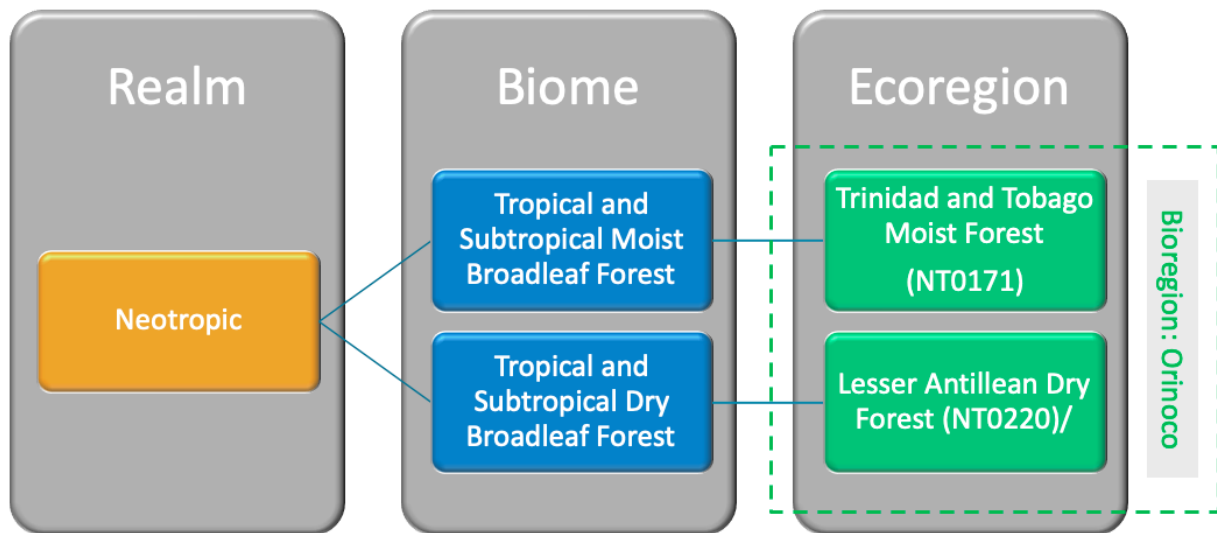 Realm
Biome
Ecoregion
Neotropic
Tropical and
Subtropical Moist
Broadleaf Forest
Tropical and
Subtropical Dry
Broadleaf Forest
Trinidad and Tobago
Moist Forest
(NT0171)
Lesser Antillean Dry
Forest (NT0220)/
Bioregion: Orinoco